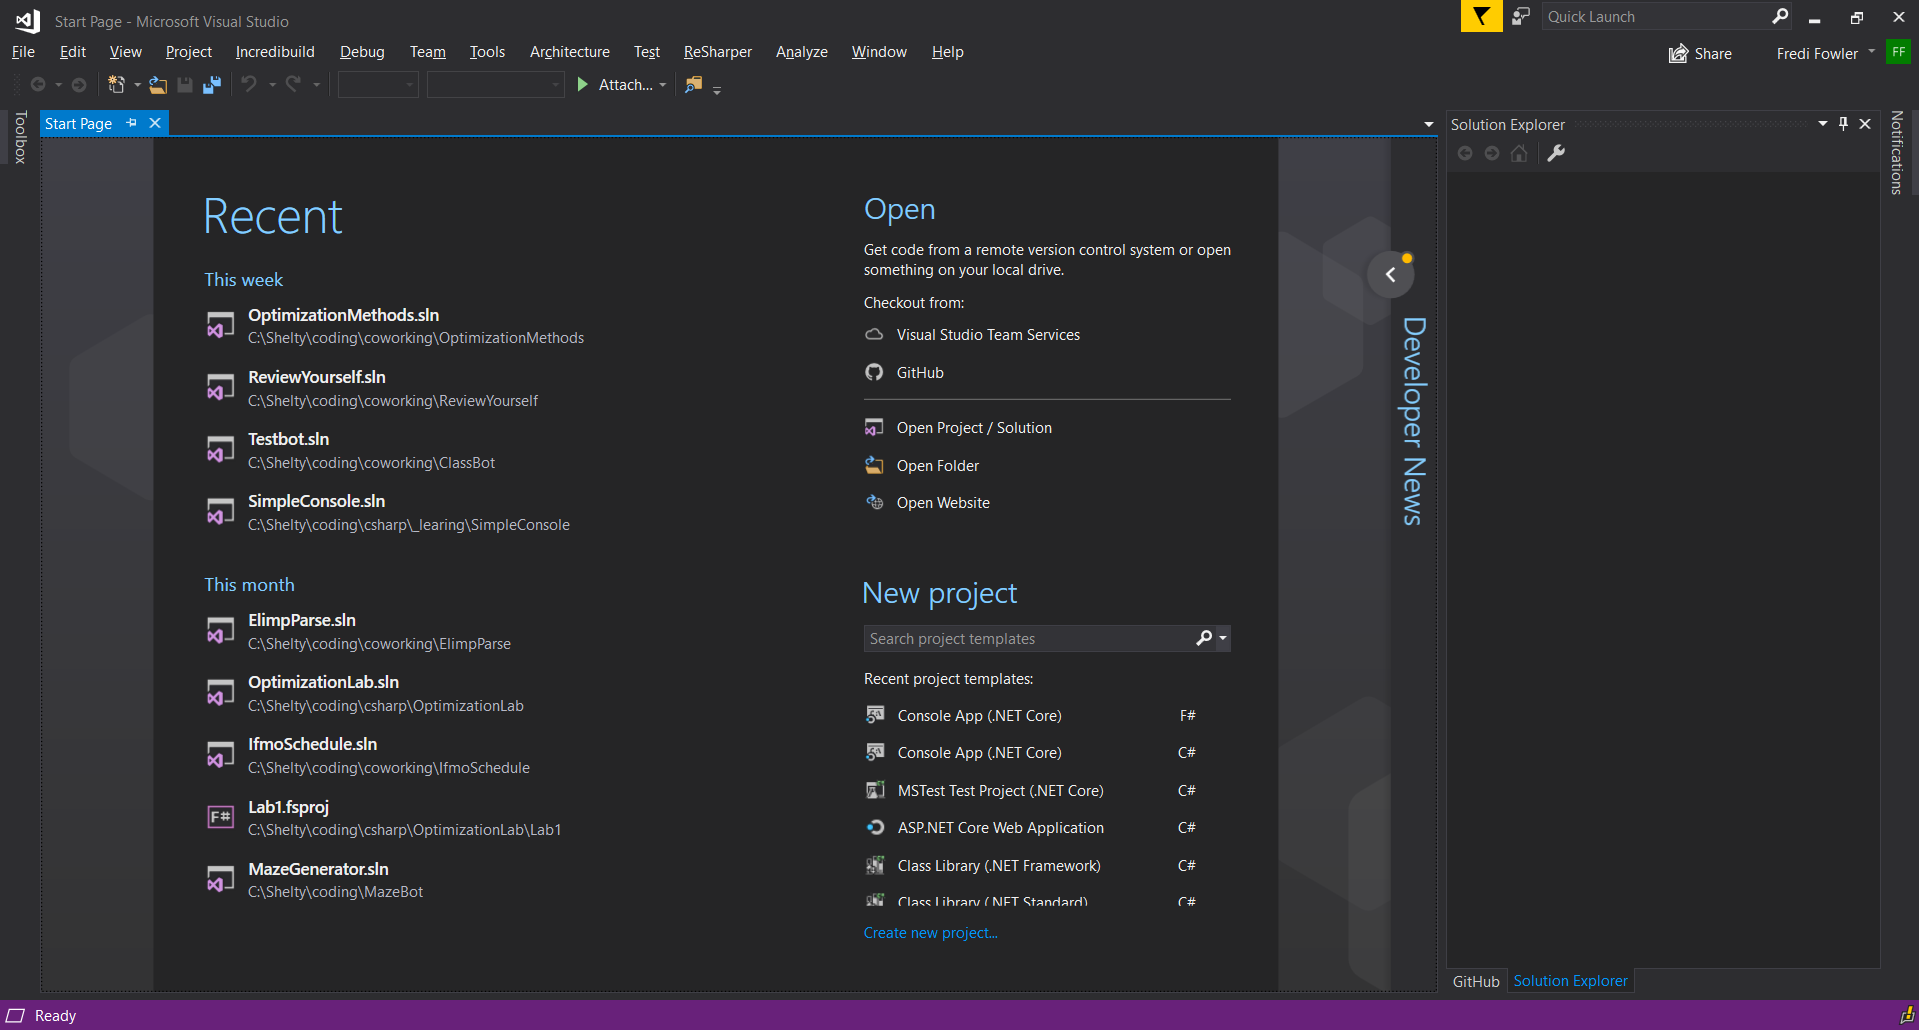 Start Page - Microsoft Visual Studio
Quick Launch
File Edit View Project Incredibuild Debug Team Tools Architecture Test ReSharper Analyze Window Help
Share Fredi Fowler FF
Attach...
Toolbox
Start Page
Recent
This week
OptimizationMethods.sln
C:\Shelty\coding\coworking\OptimizationMethods
ReviewYourself.sln
C:\Shelty\coding\coworking\ReviewYourself
Testbot.sln
C:\Shelty\coding\coworking\ClassBot
SimpleConsole.sln
C:\Shelty\coding\csharp\_learing\SimpleConsole
This month
ElimpParse.sln
C:\Shelty\coding\coworking\ElimpParse
OptimizationLab.sln
C:\Shelty\coding\csharp\OptimizationLab
IfmoSchedule.sln
C:\Shelty\coding\coworking\IfmoSchedule
F#
Lab1.fsproj
C:\Shelty\coding\csharp\OptimizationLab\Lab1
MazeGenerator.sln
C:\Shelty\coding\MazeBot
Open
Get code from a remote version control system or open
something on your local drive.
Checkout from:
Visual Studio Team Services
GitHub
Open Project / Solution
Open Folder
Open Website
New project
Search project templates
Recent project templates:
Console App (.NET Core) F#
Console App (.NET Core) C#
MSTest Test Project (.NET Core) C#
ASP.NET Core Web Application C#
Class Library (.NET Framework) C#
Class Library (.NET Standard) C#
Create new project...
Developer News
Solution Explorer
Notifications
GitHub Solution Explorer
Ready